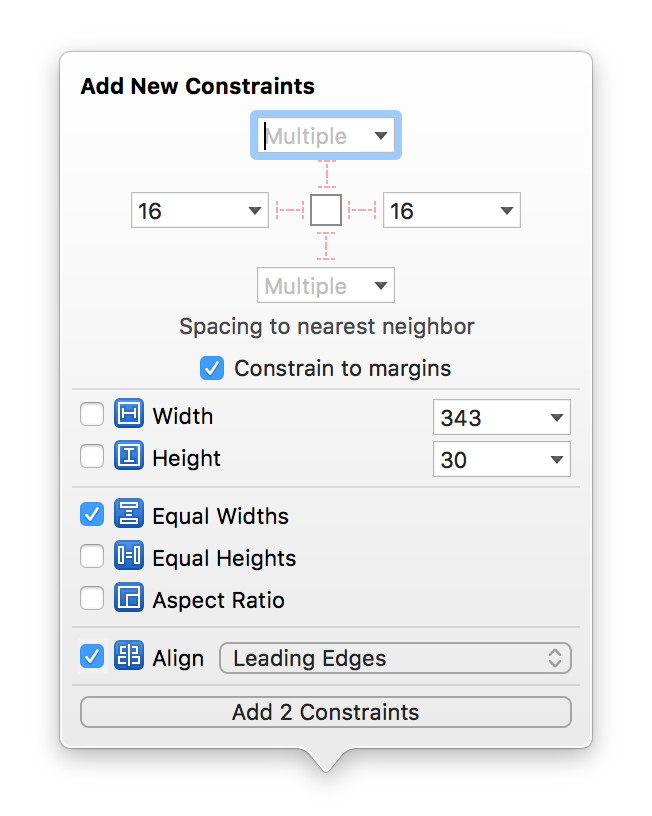 Add New Constraints
Multiple
16
16
Multiple
Spacing to nearest neighbor
Constrain to margins
Width 343
Height 30
Equal Widths
Equal Heights
Aspect Ratio
Align Leading Edges
Add 2 Constraints